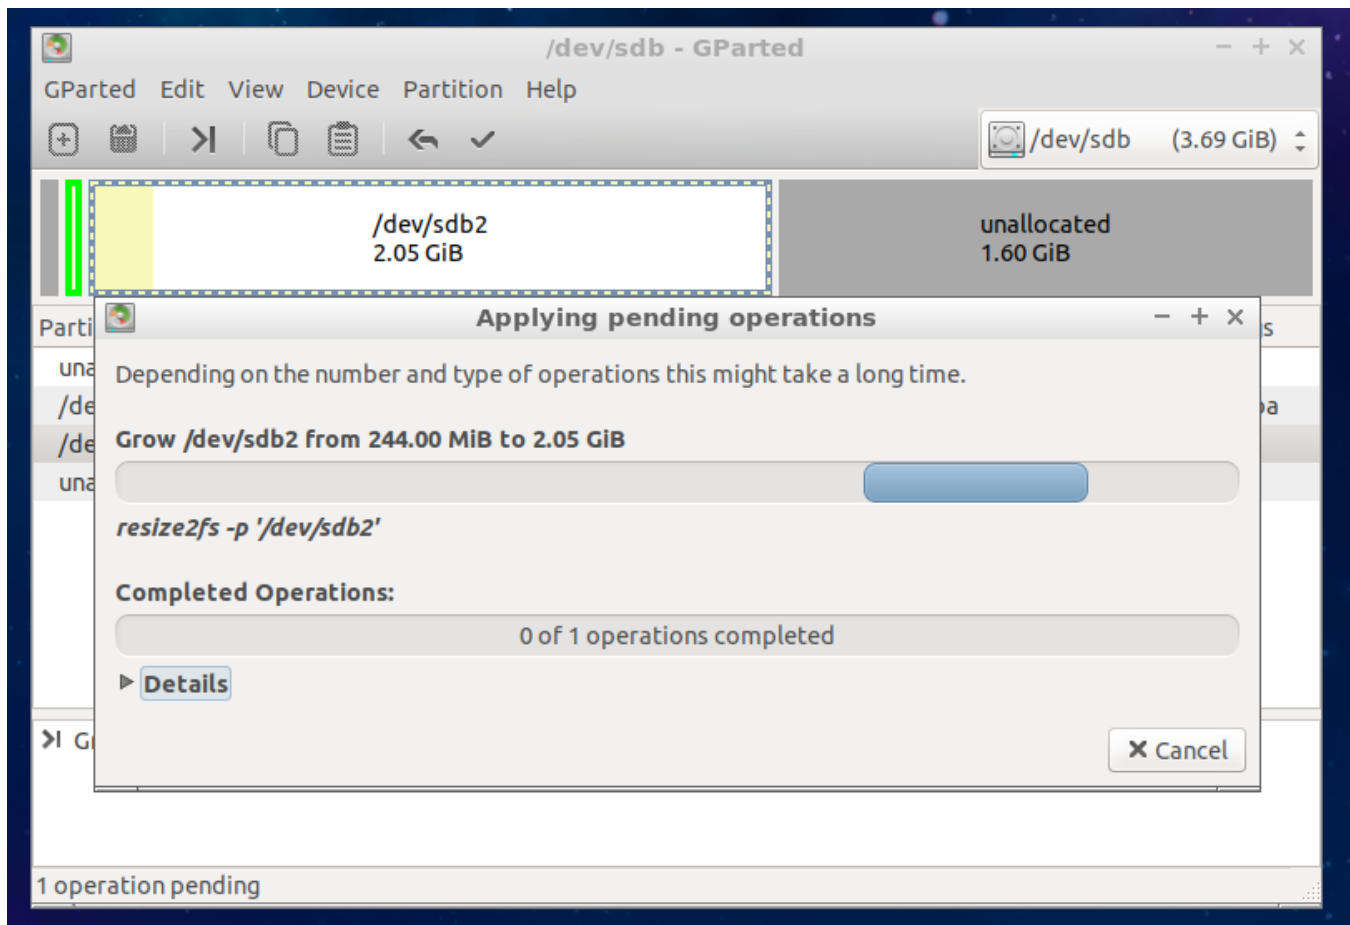 /dev/sdb - GParted
GParted Edit View Device Partition Help
/dev/sdb (3.69 GiB)
/dev/sdb2
2.05 GiB
unallocated
1.60 GiB
Applying pending operations
Depending on the number and type of operations this might take a long time.
Grow /dev/sdb2 from 244.00 MiB to 2.05 GiB
resize2fs -p '/dev/sdb2'
Completed Operations:
0 of 1 operations completed
Details
Cancel
1 operation pending